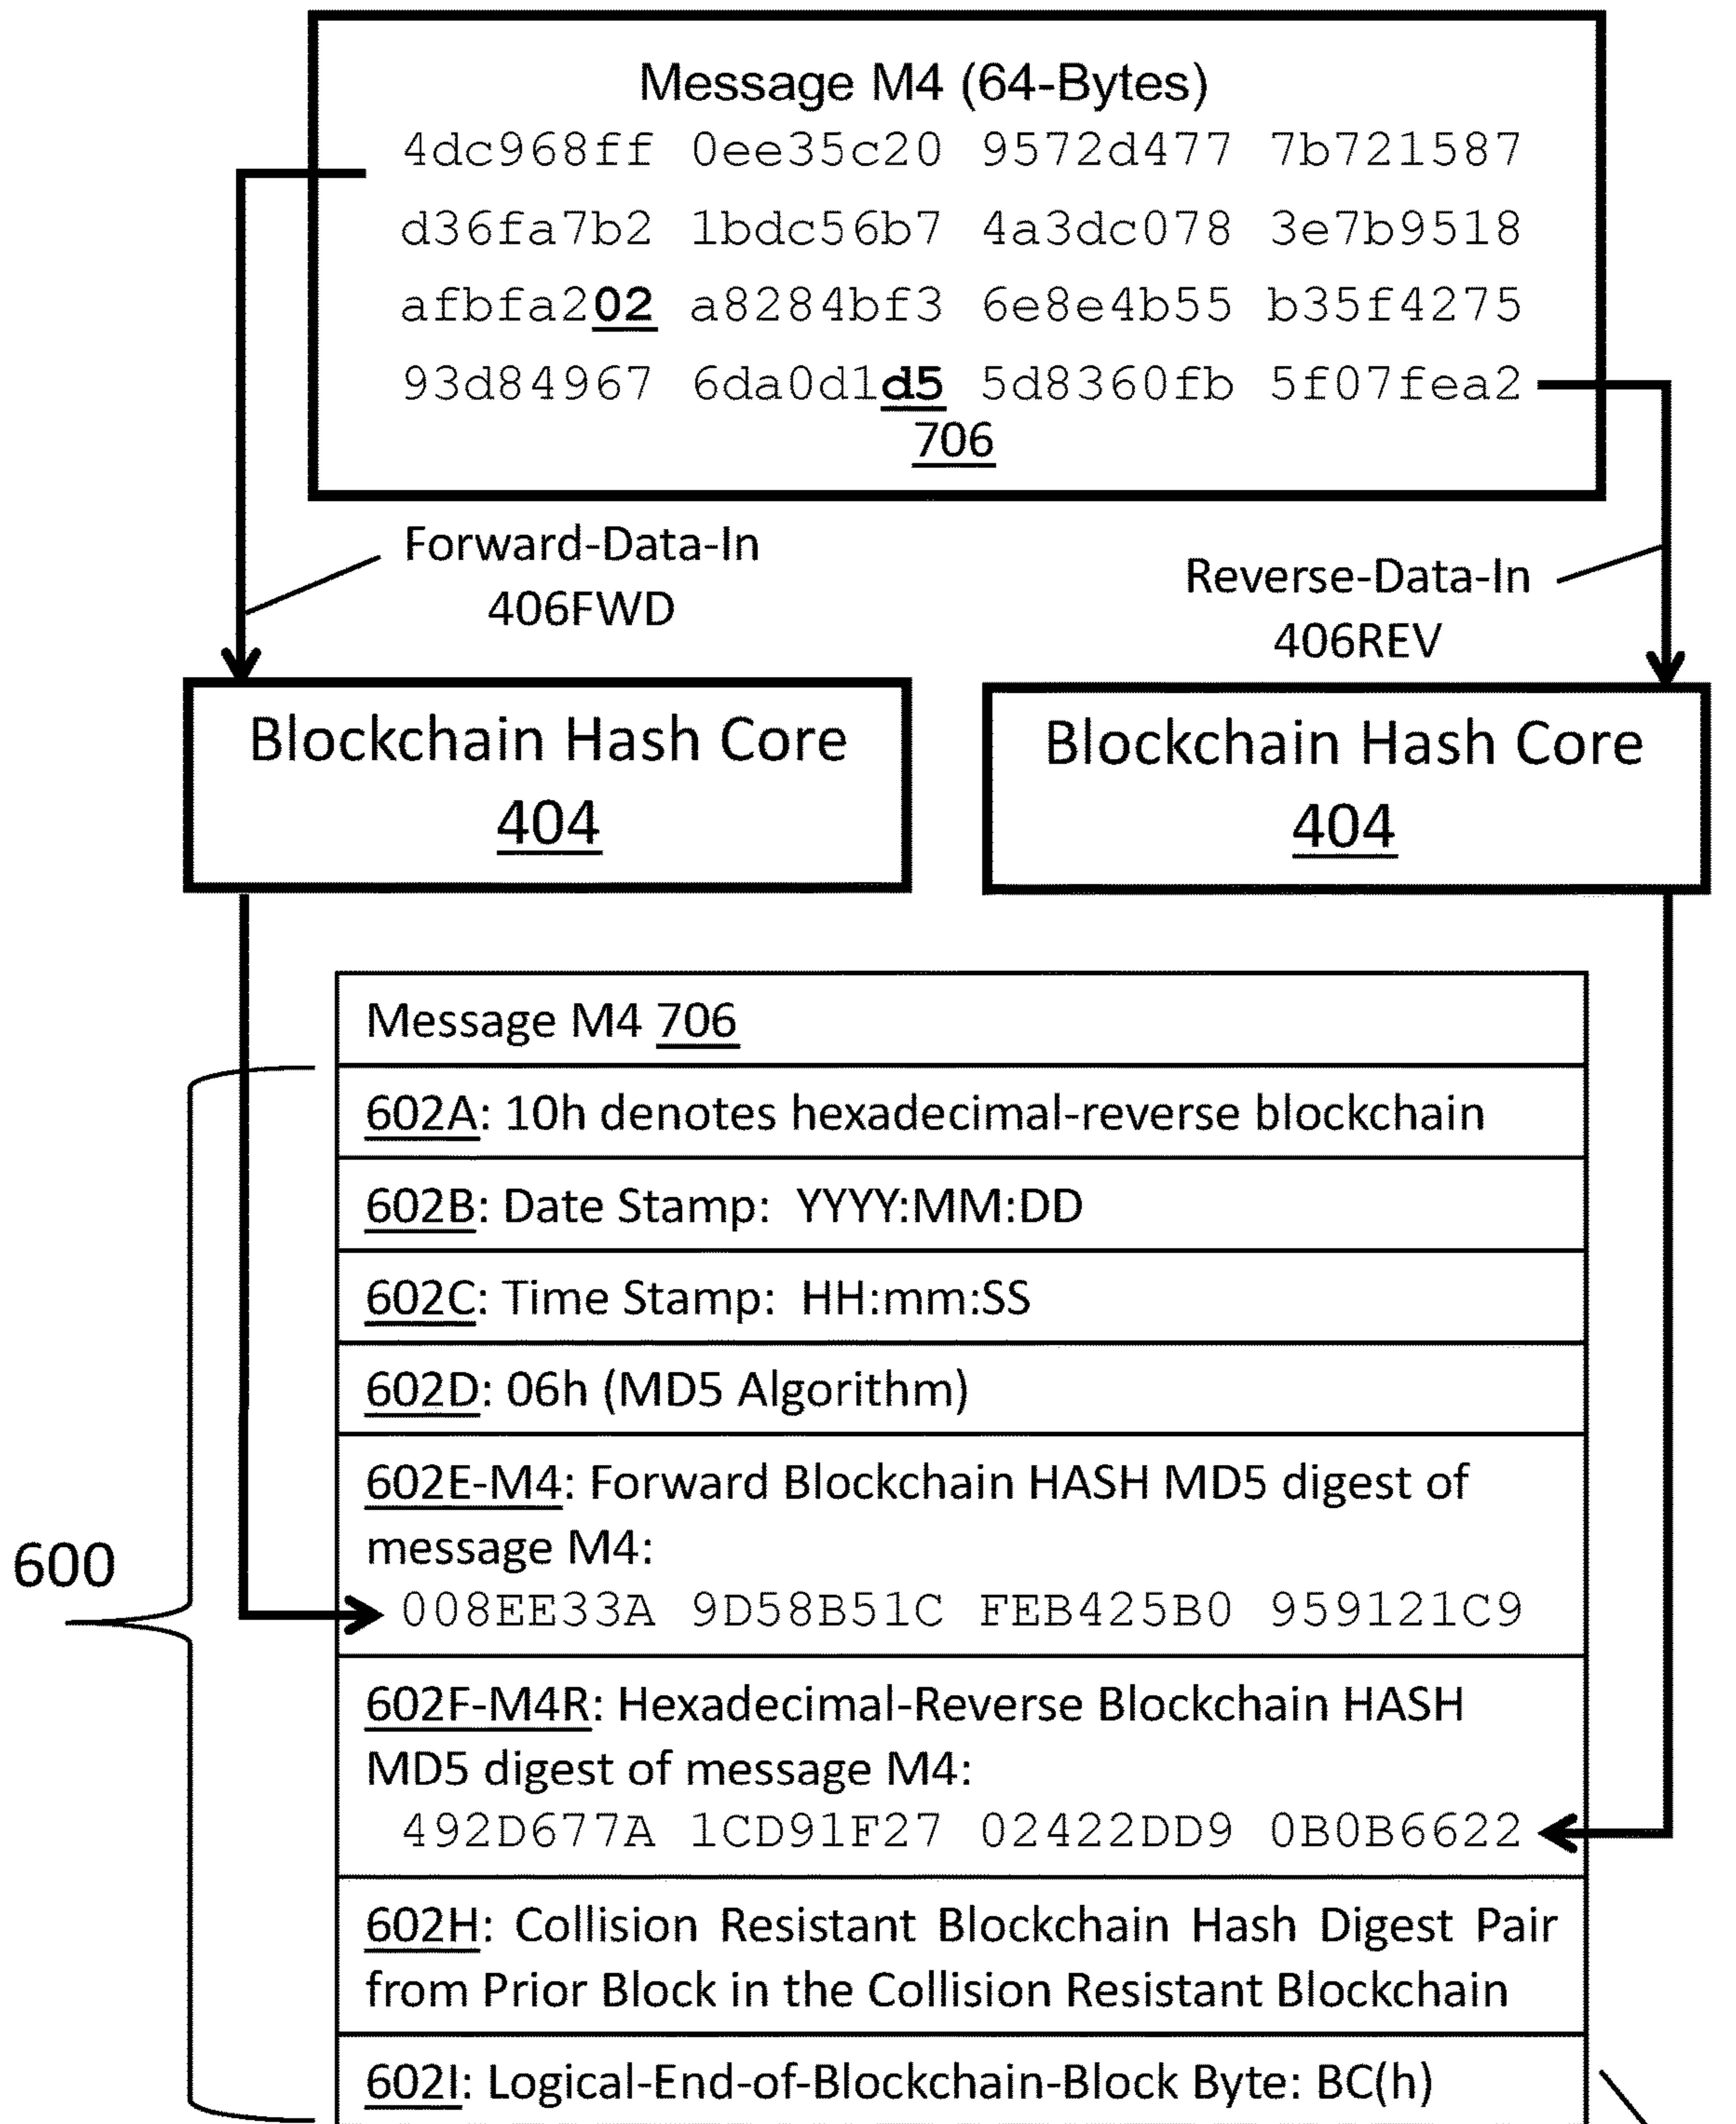 Message M4 (64-Bytes)
4dc968ff 0ee35c20 9572d477 7b721587
d36fa7b2 1bdc56b7 4a3dc078 3e7b9518
afbfa202 a8284bf3 6e8e4b55 b35f4275
93d84967 6da0d1d5 5d8360fb 5f07fea2
706
Forward-Data-In
406FWD
Reverse-Data-In
406REV
Blockchain Hash Core
404
Blockchain Hash Core
404
Message M4 706
602A: 10h denotes hexadecimal-reverse blockchain
602B: Date Stamp: YYYY:MM:DD
602C: Time Stamp: HH:mm:SS
602D: 06h (MD5 Algorithm)
602E-M4: Forward Blockchain HASH MD5 digest of
message M4:
008EE33A 9D58B51C FEB425B0 959121C9
600
602F-M4R: Hexadecimal-Reverse Blockchain HASH
MD5 digest of message M4:
492D677A 1CD91F27 02422DD9 0B0B6622
602H: Collision Resistant Blockchain Hash Digest Pair
from Prior Block in the Collision Resistant Blockchain
602I: Logical-End-of-Blockchain-Block Byte: BC(h)